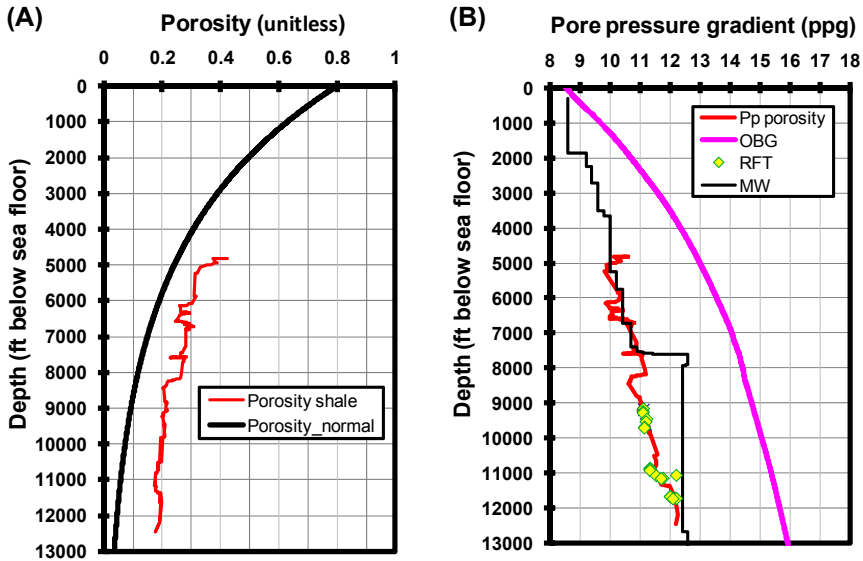 (A)
Porosity (unitless)
0 0.2 0.4 0.6 0.8 1
0
1000
2000
3000
4000
5000
6000
7000
8000
9000
10000
11000
12000
13000
Depth (ft below sea floor)
Porosity shale
Porosity_normal
(B)
Pore pressure gradient (ppg)
8 9 10 11 12 13 14 15 16 17 18
0
1000
2000
3000
4000
5000
6000
7000
8000
9000
10000
11000
12000
13000
Depth (ft below sea floor)
Pp porosity
OBG
RFT
MW